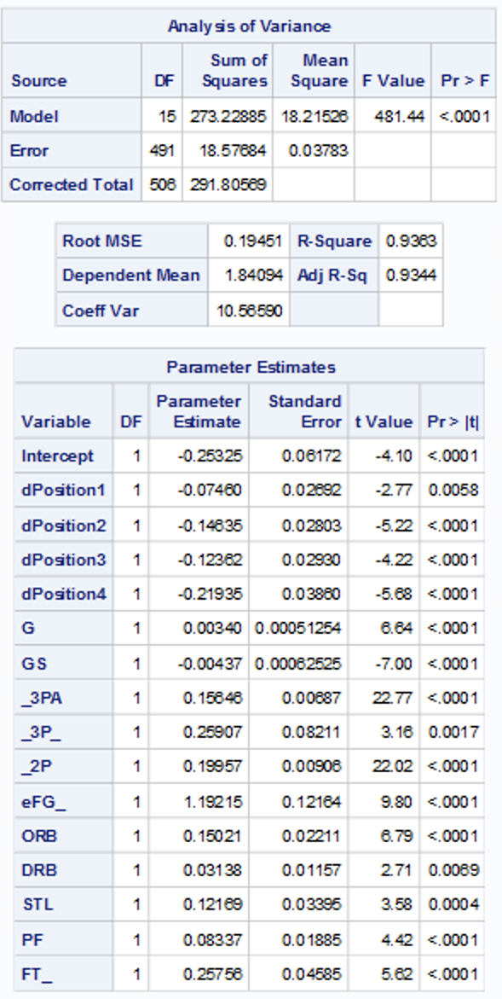 Analysis of Variance
Source DF Sum of Squares Mean Square F Value Pr > F
Model 15 273.22885 18.21526 481.44 <.0001
Error 491 18.57684 0.03783
Corrected Total 506 291.80569
Root MSE 0.19451 R-Square 0.9363
Dependent Mean 1.84094 Adj R-Sq 0.9344
Coeff Var 10.56590
Parameter Estimates
Variable DF Parameter Estimate Standard Error t Value Pr > |t|
Intercept 1 -0.25325 0.06172 -4.10 <.0001
dPosition1 1 -0.07460 0.02692 -2.77 0.0058
dPosition2 1 -0.14635 0.02803 -5.22 <.0001
dPosition3 1 -0.12362 0.02930 -4.22 <.0001
dPosition4 1 -0.21935 0.03860 -5.68 <.0001
G 1 0.00340 0.00051254 6.64 <.0001
GS 1 -0.00437 0.00062525 -7.00 <.0001
_3PA 1 0.15646 0.00687 22.77 <.0001
_3P_ 1 0.25907 0.08211 3.16 0.0017
_2P 1 0.19957 0.00906 22.02 <.0001
eFG_ 1 1.19215 0.12164 9.80 <.0001
ORB 1 0.15021 0.02211 6.79 <.0001
DRB 1 0.03138 0.01157 2.71 0.0069
STL 1 0.12169 0.03395 3.58 0.0004
PF 1 0.08337 0.01885 4.42 <.0001
FT_ 1 0.25756 0.04585 5.62 <.0001